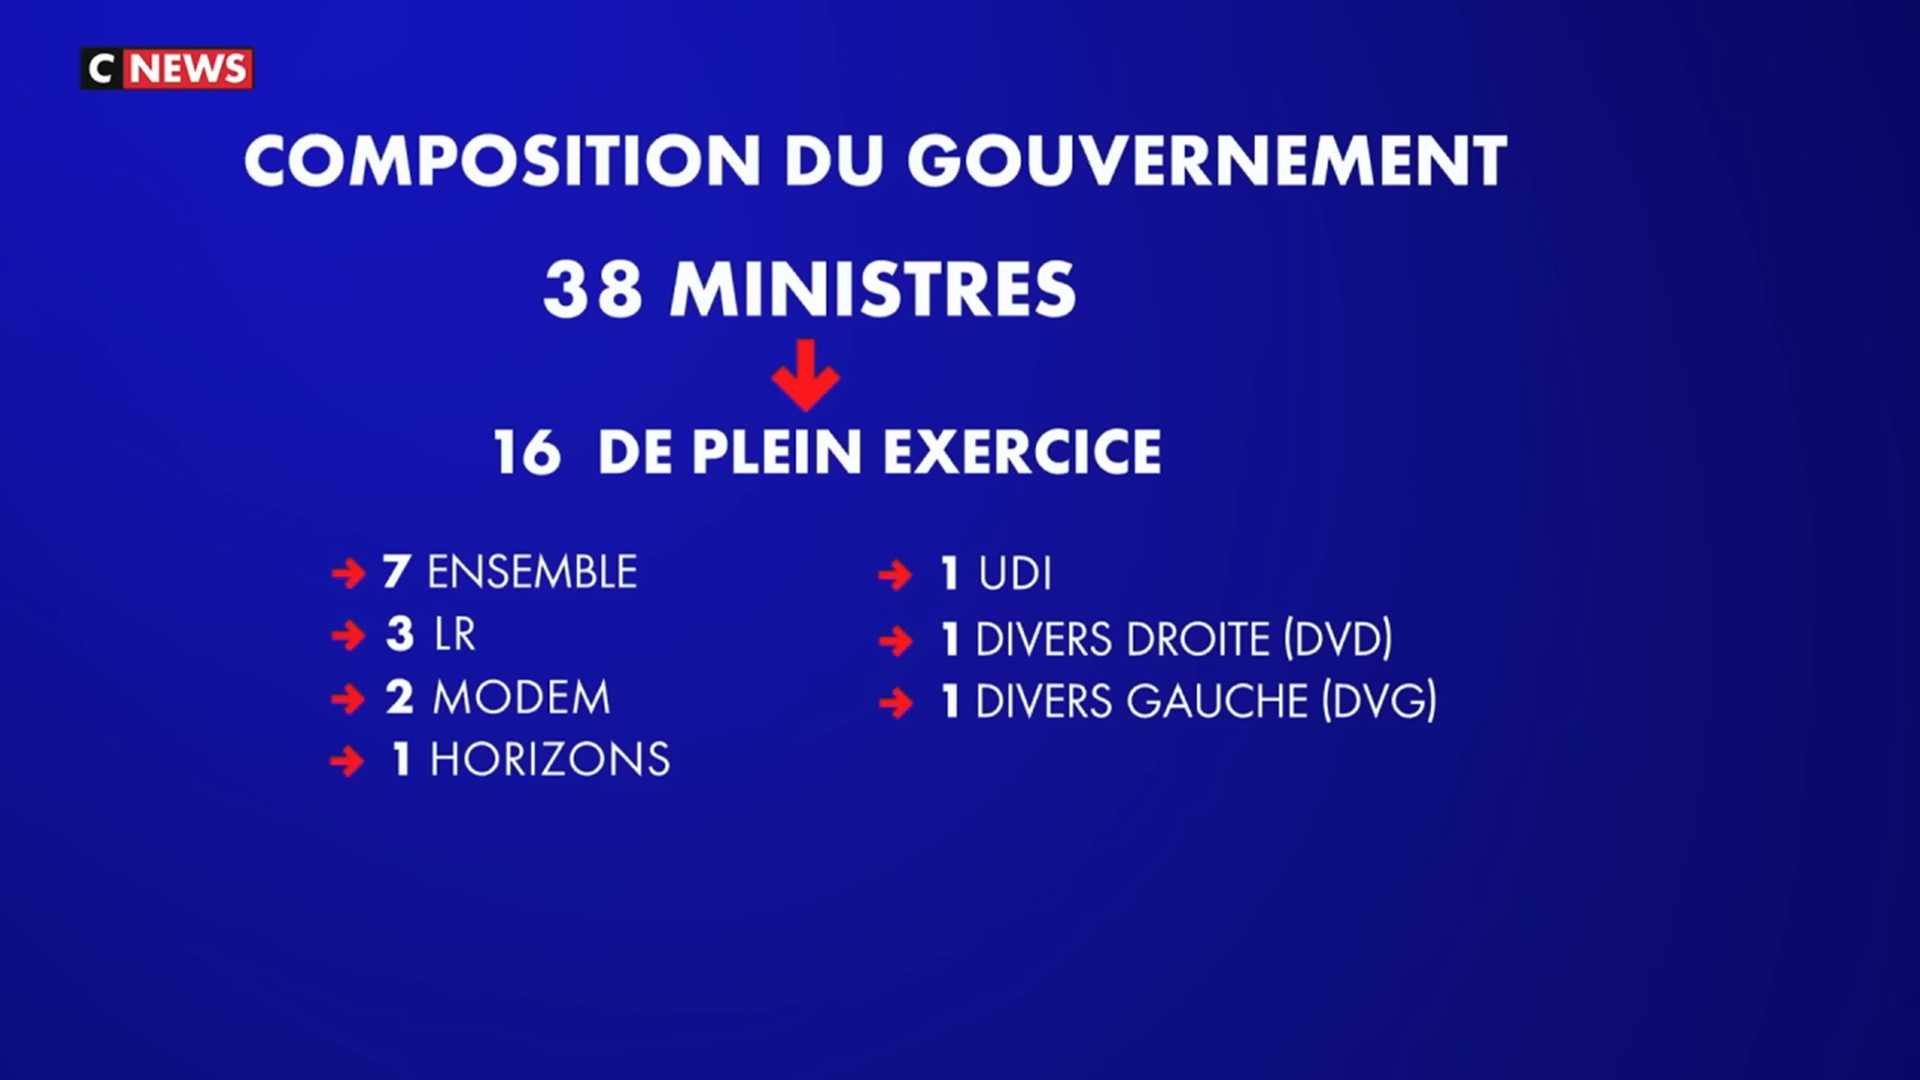 C NEWS
COMPOSITION DU GOUVERNEMENT
38 MINISTRES
16 DE PLEIN EXERCICE
7 ENSEMBLE
3 LR
2 MODEM
1 HORIZONS
1 UDI
1 DIVERS DROITE (DVD)
1 DIVERS GAUCHE (DVG)